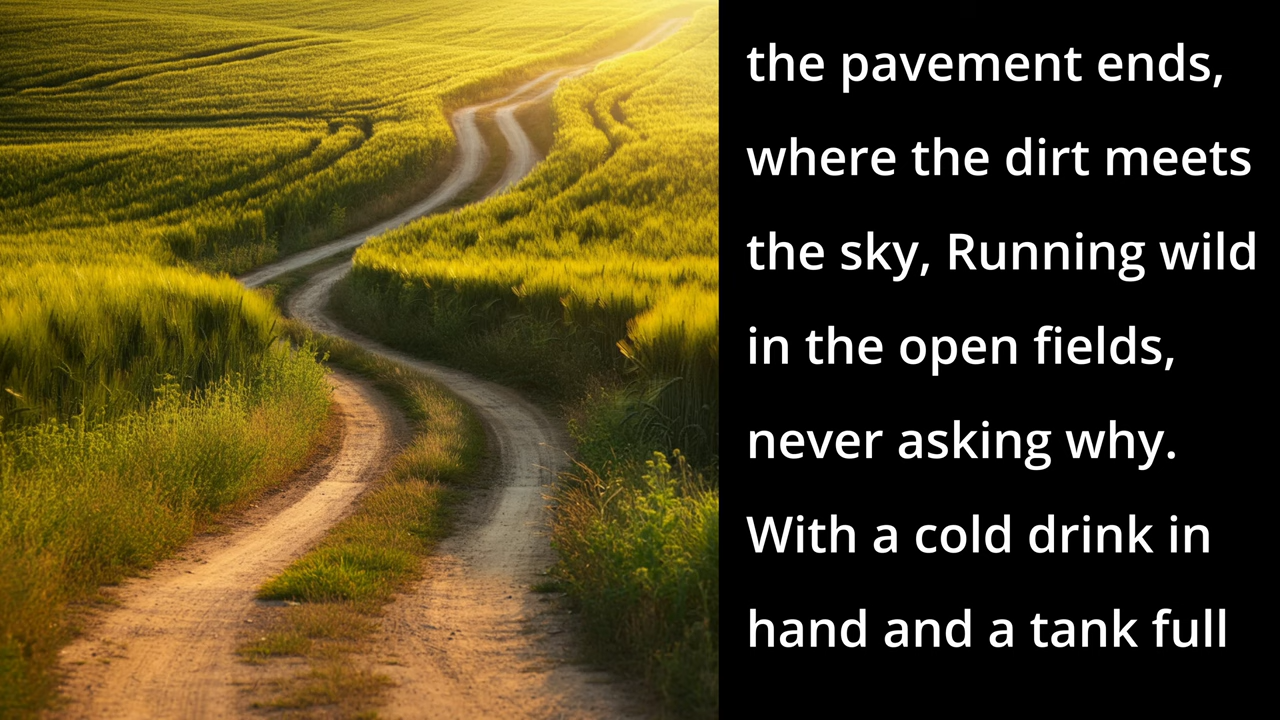 the pavement ends,
where the dirt meets
the sky, Running wild
in the open fields,
never asking why.
With a cold drink in
hand and a tank full